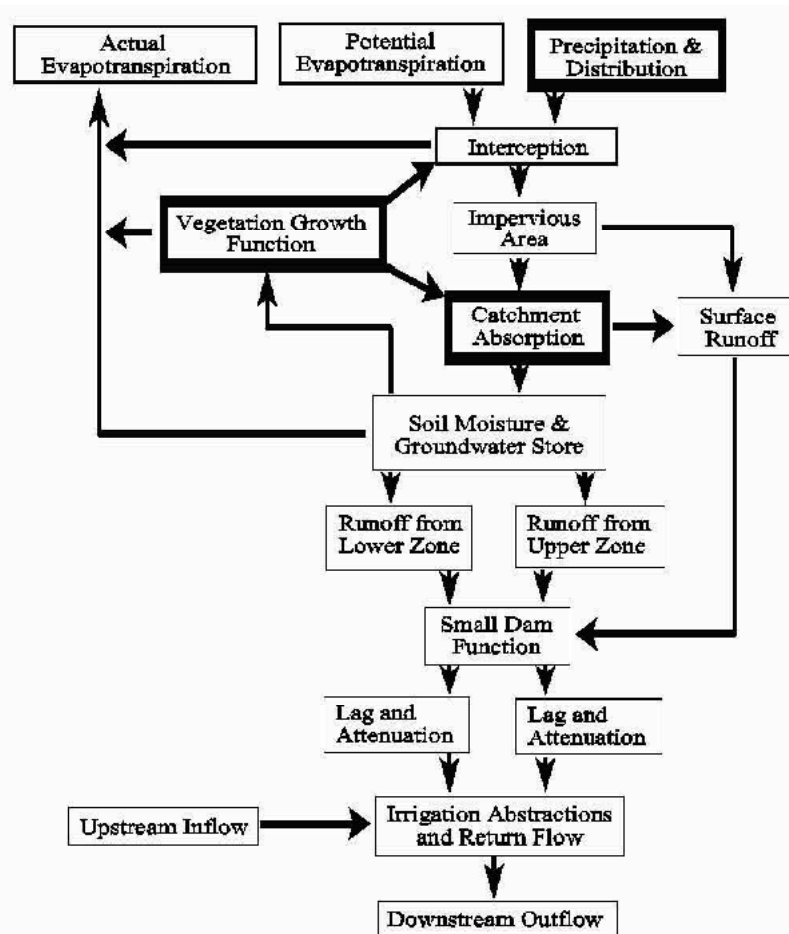 Actual
Evapotranspiration
Potential
Evapotranspiration
Precipitation &
Distribution
Interception
Vegetation Growth
Function
Impervious
Area
Catchment
Absorption
Surface
Runoff
Soil Moisture &
Groundwater Store
Runoff from
Lower Zone
Runoff from
Upper Zone
Small Dam
Function
Lag and
Attenuation
Lag and
Attenuation
Upstream Inflow
Irrigation Abstractions
and Return Flow
Downstream Outflow